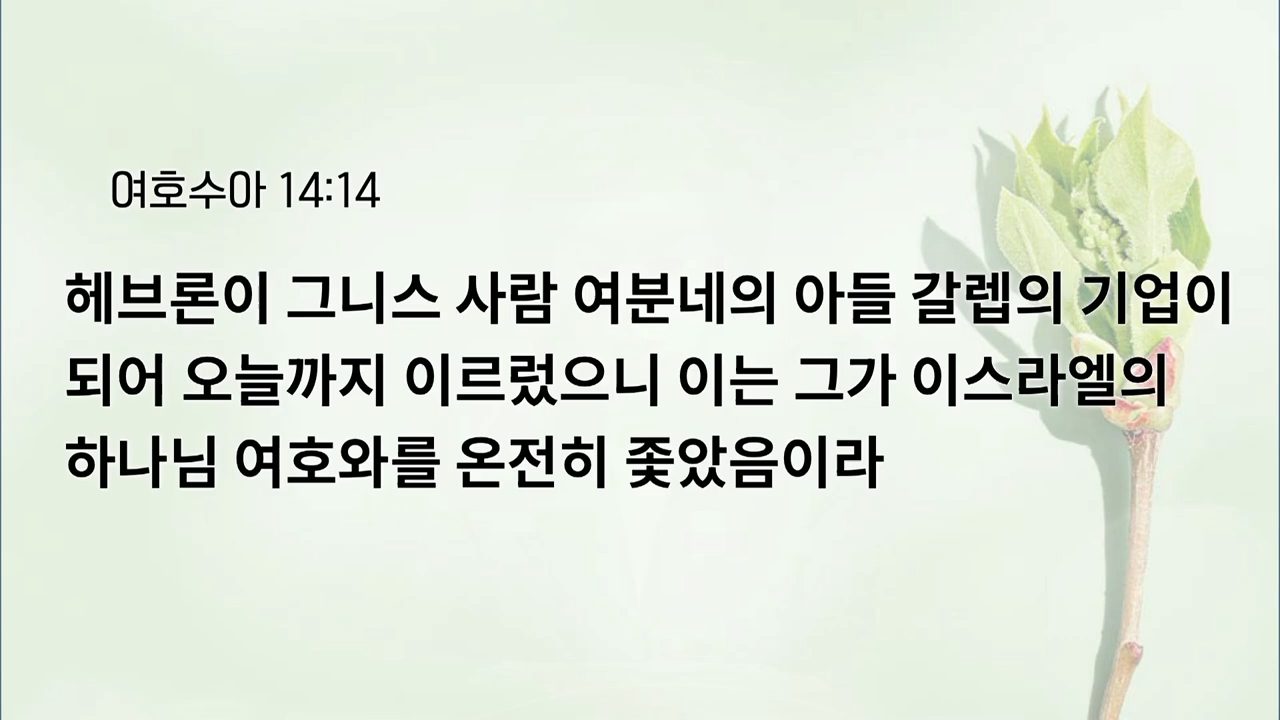 여호수아 14:14
헤브론이 그니스 사람 여분네의 아들 갈렙의 기업이
되어 오늘까지 이르렀으니 이는 그가 이스라엘의
하나님 여호와를 온전히 좇았음이라